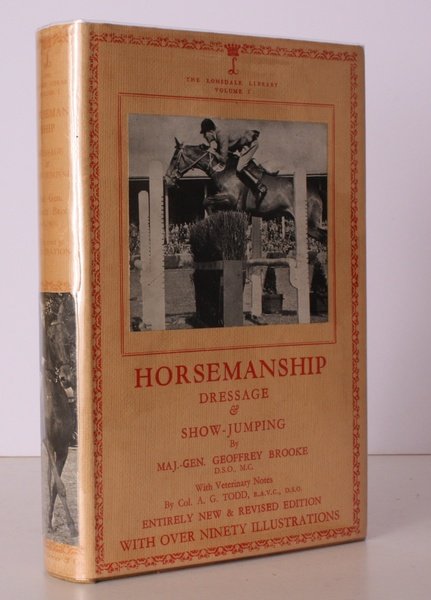 L
THE LONSDALE LIBRARY
HORSEMANSHIP
DRESSAGE
&
SHOW-JUMPING
By
MAJ.-GEN. GEOFFREY BROOKE
D.S.O., M.C.
With Veterinary Notes
By Col. A. G. TODD, R.A.V.C., D.S.O.
ENTIRELY NEW & REVISED EDITION
WITH OVER NINETY ILLUSTRATIONS